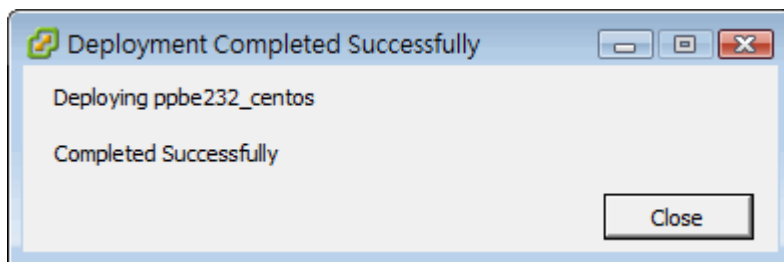 Deployment Completed Successfully
Deploying ppbe232_centos
Completed Successfully
Close